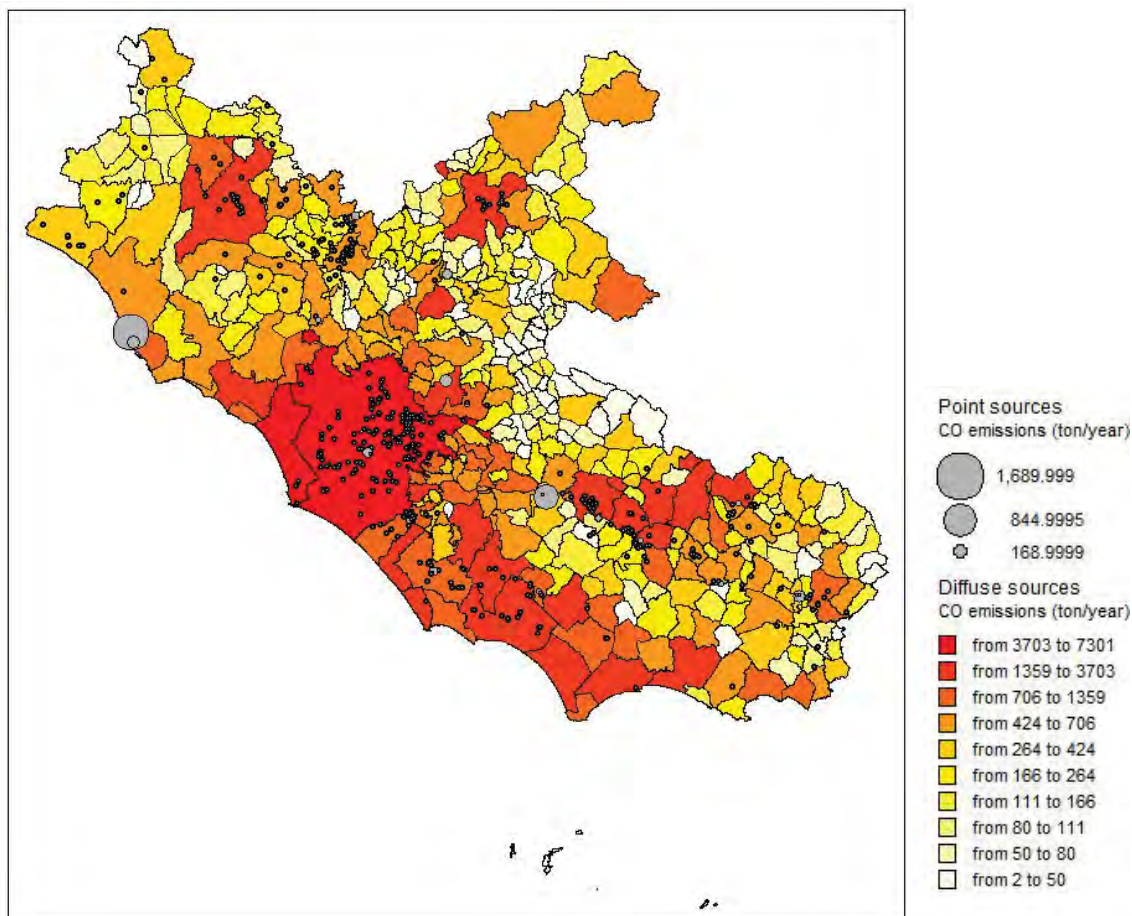 Point sources
CO emissions (ton/year)
1,689.999
844.9995
168.9999
Diffuse sources
CO emissions (ton/year)
from 3703 to 7301
from 1359 to 3703
from 706 to 1359
from 424 to 706
from 264 to 424
from 166 to 264
from 111 to 166
from 80 to 111
from 50 to 80
from 2 to 50